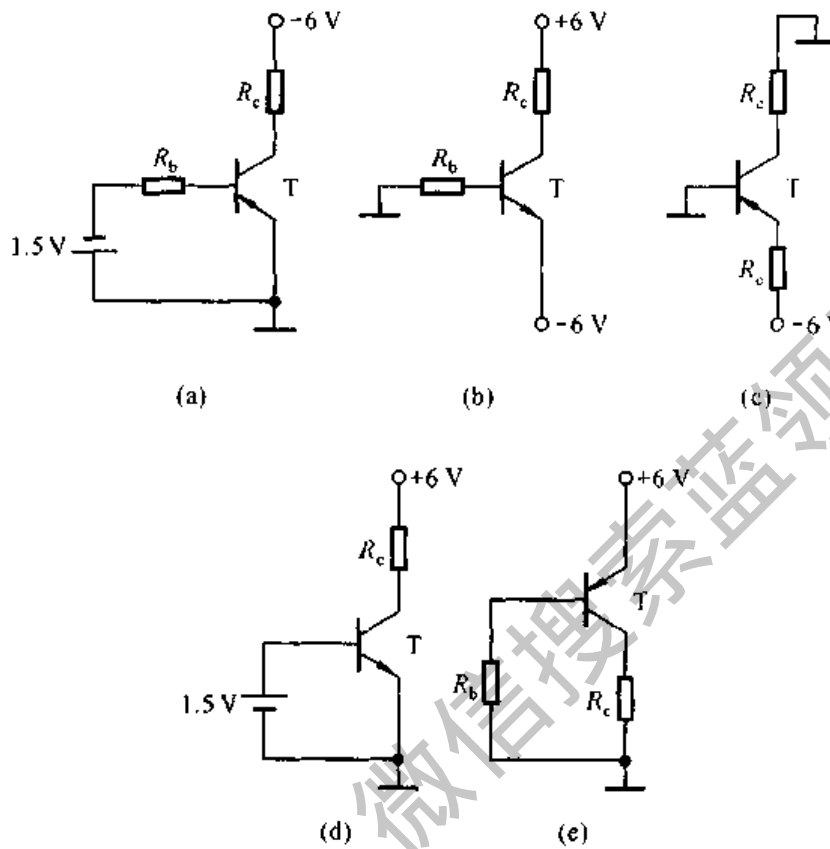 -6 V
+6 V
R_c
R_c
R_c
R_b
R_b
T
T
T
1.5 V
R_e
-6 V
-6 V
(a)
(b)
(c)
+6 V
+6 V
R_c
T
T
1.5 V
R_b
R_c
(d)
(e)
微信搜索蓝领